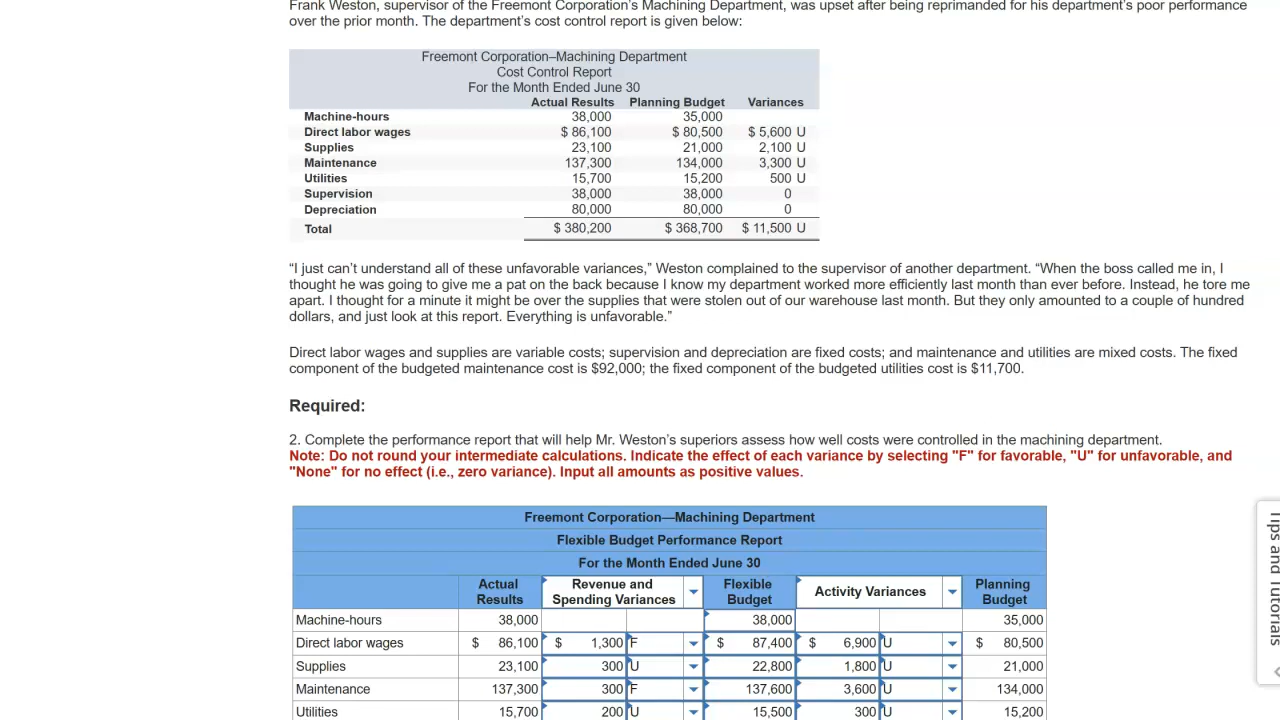 Frank Weston, supervisor of the Freemont Corporation's Machining Department, was upset after being reprimanded for his department's poor performance
over the prior month. The department's cost control report is given below:
Freemont Corporation–Machining Department
Cost Control Report
For the Month Ended June 30
Actual Results Planning Budget Variances
Machine-hours 38,000 35,000
Direct labor wages $ 86,100 $ 80,500 $ 5,600 U
Supplies 23,100 21,000 2,100 U
Maintenance 137,300 134,000 3,300 U
Utilities 15,700 15,200 500 U
Supervision 38,000 38,000 0
Depreciation 80,000 80,000 0
Total $ 380,200 $ 368,700 $ 11,500 U
“I just can’t understand all of these unfavorable variances,” Weston complained to the supervisor of another department. “When the boss called me in, I
thought he was going to give me a pat on the back because I know my department worked more efficiently last month than ever before. Instead, he tore me
apart. I thought for a minute it might be over the supplies that were stolen out of our warehouse last month. But they only amounted to a couple of hundred
dollars, and just look at this report. Everything is unfavorable.”
Direct labor wages and supplies are variable costs; supervision and depreciation are fixed costs; and maintenance and utilities are mixed costs. The fixed
component of the budgeted maintenance cost is $92,000; the fixed component of the budgeted utilities cost is $11,700.
Required:
2. Complete the performance report that will help Mr. Weston’s superiors assess how well costs were controlled in the machining department.
Note: Do not round your intermediate calculations. Indicate the effect of each variance by selecting "F" for favorable, "U" for unfavorable, and
"None" for no effect (i.e., zero variance). Input all amounts as positive values.
Freemont Corporation—Machining Department
Flexible Budget Performance Report
For the Month Ended June 30
Actual Results Revenue and Spending Variances Flexible Budget Activity Variances Planning Budget
Machine-hours 38,000 38,000 35,000
Direct labor wages $ 86,100 $ 1,300 F $ 87,400 $ 6,900 U $ 80,500
Supplies 23,100 300 U 22,800 1,800 U 21,000
Maintenance 137,300 300 F 137,600 3,600 U 134,000
Utilities 15,700 200 U 15,500 300 U 15,200
Tips and Tutorials